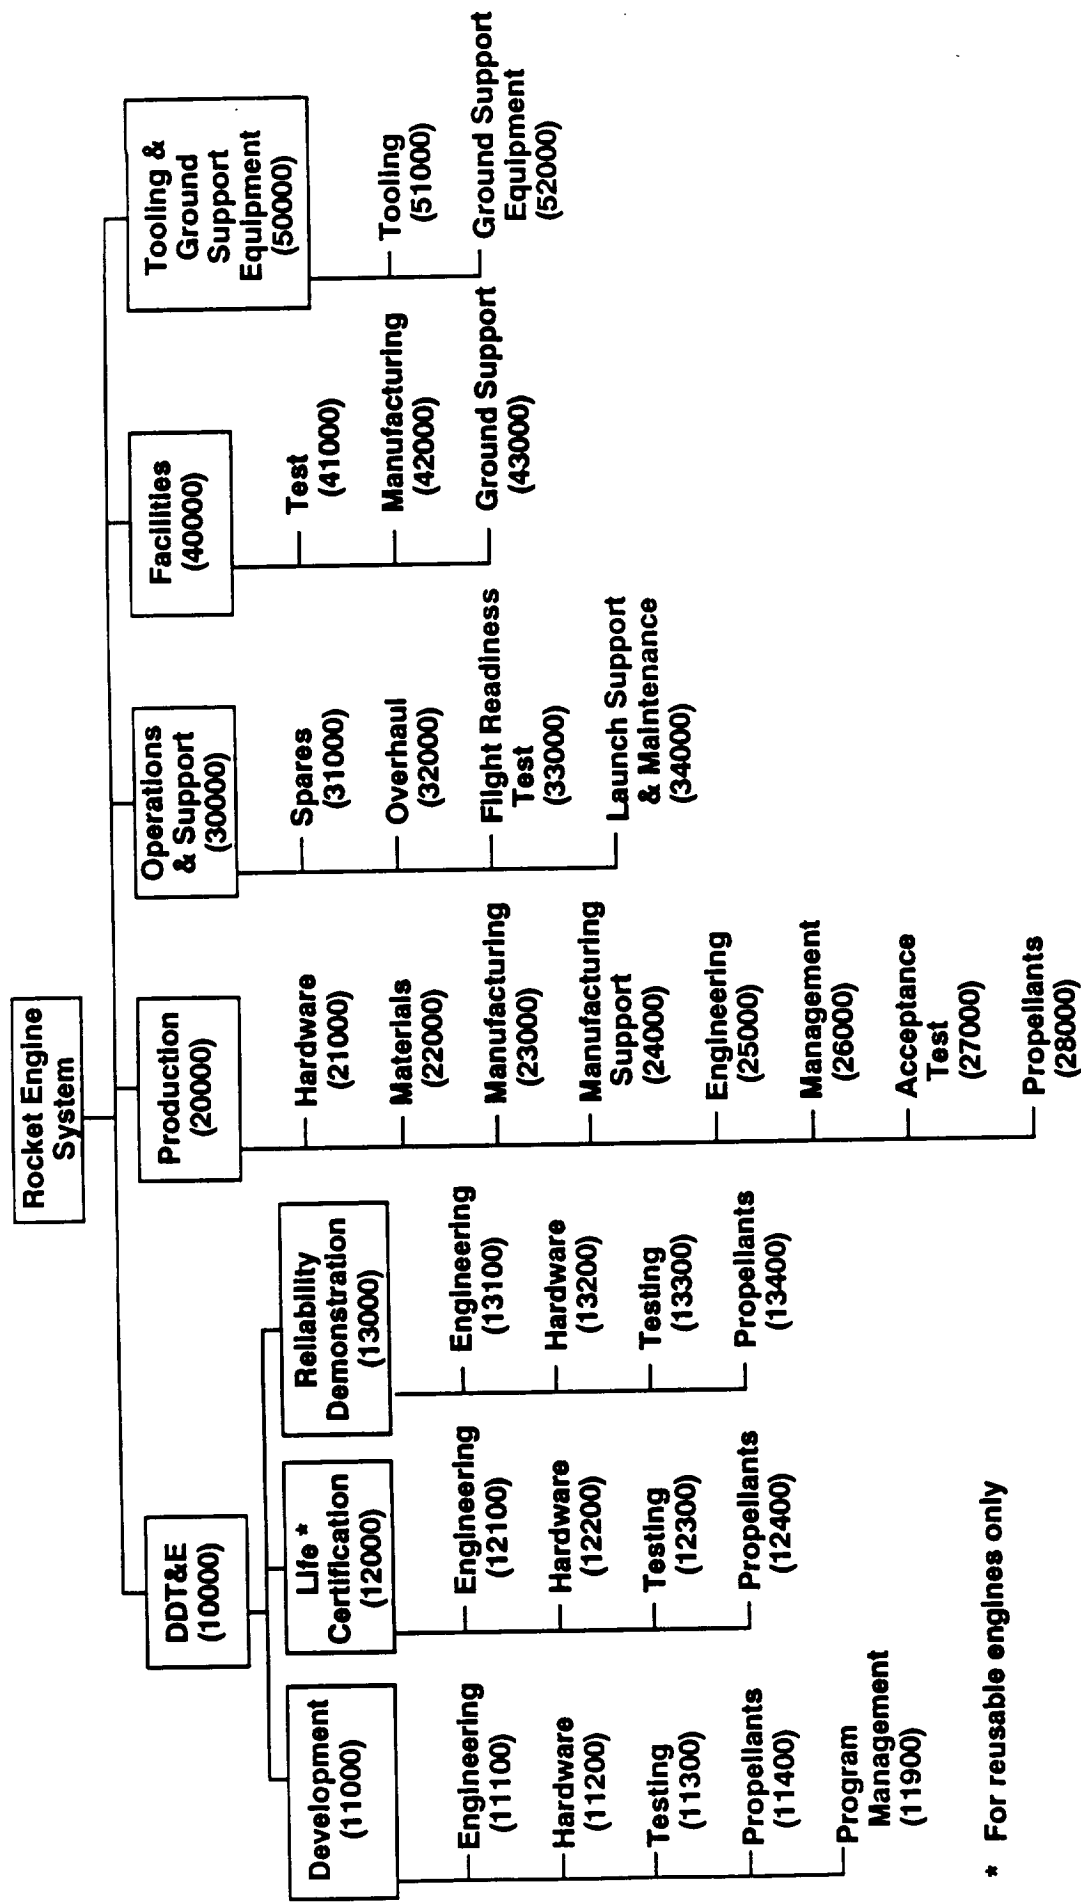 Rocket Engine
System
DDT&E
(10000)
Development
(11000)
Engineering
(11100)
Hardware
(11200)
Testing
(11300)
Propellants
(11400)
Program
Management
(11900)
Life *
Certification
(12000)
Engineering
(12100)
Hardware
(12200)
Testing
(12300)
Propellants
(12400)
Reliability
Demonstration
(13000)
Engineering
(13100)
Hardware
(13200)
Testing
(13300)
Propellants
(13400)
Production
(20000)
Hardware
(21000)
Materials
(22000)
Manufacturing
(23000)
Manufacturing
Support
(24000)
Engineering
(25000)
Management
(26000)
Acceptance
Test
(27000)
Propellants
(28000)
Operations
& Support
(30000)
Spares
(31000)
Overhaul
(32000)
Flight Readiness
Test
(33000)
Launch Support
& Maintenance
(34000)
Facilities
(40000)
Test
(41000)
Manufacturing
(42000)
Ground Support
(43000)
Tooling &
Ground
Support
Equipment
(50000)
Tooling
(51000)
Ground Support
Equipment
(52000)
* For reusable engines only